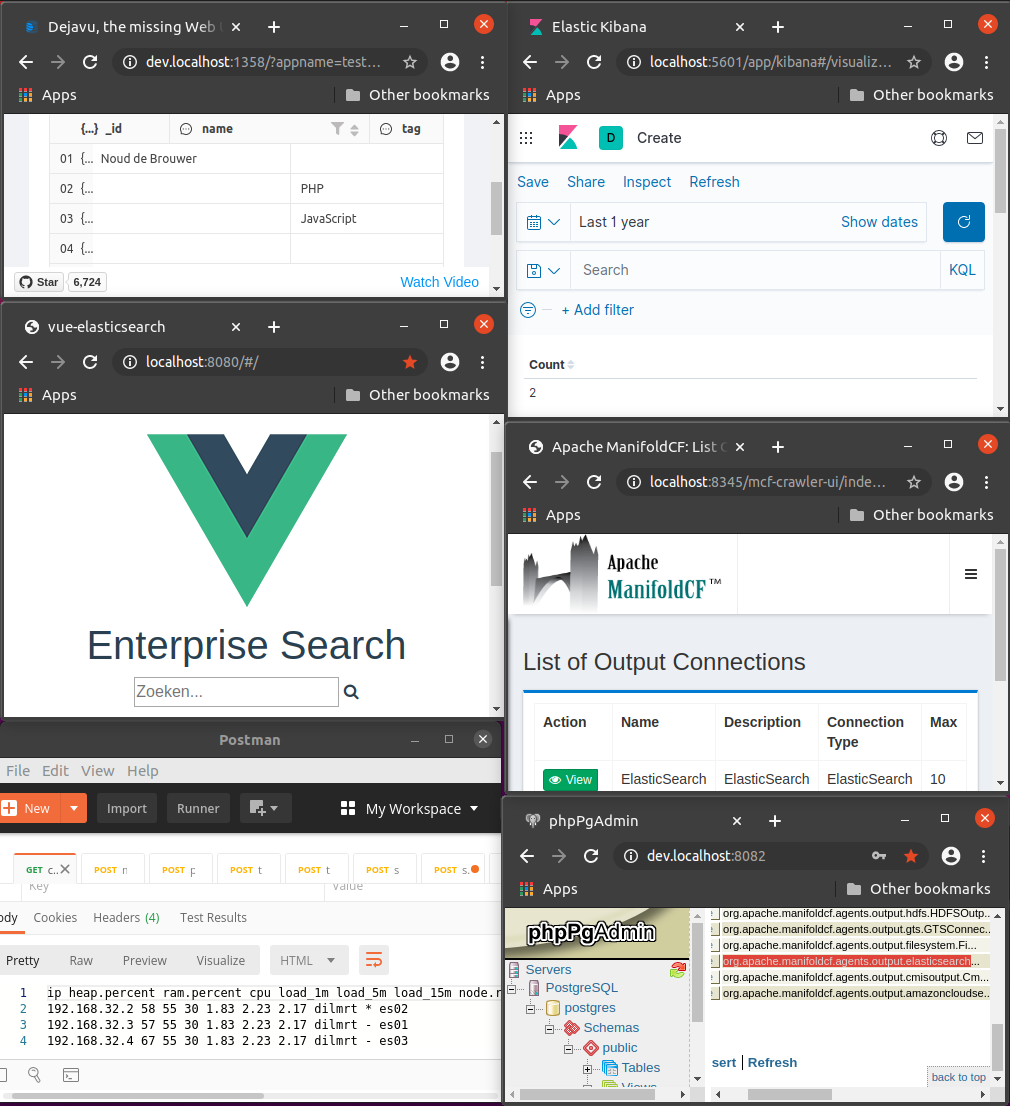 Dejavu, the missing Web
dev.localhost:1358/?appname=test...
Apps
Other bookmarks
{...} _id name tag
01 {... Noud de Brouwer
02 {... PHP
03 {... JavaScript
04 {...
Star 6,724 Watch Video
Elastic Kibana
localhost:5601/app/kibana#/visualiz...
Apps
Other bookmarks
D Create
Save Share Inspect Refresh
Last 1 year Show dates
Search KQL
+ Add filter
Count
2
vue-elasticsearch
localhost:8080/#/
Apps
Other bookmarks
Enterprise Search
Zoeken...
Apache ManifoldCF: List
localhost:8345/mcf-crawler-ui/inde...
Apps
Other bookmarks
Apache
ManifoldCF™
List of Output Connections
Action Name Description Connection Type Max
View ElasticSearch ElasticSearch ElasticSearch 10
Postman
File Edit View Help
New Import Runner My Workspace
GET c.. POST n POST p POST t POST t POST s POST s.
Key Value
ody Cookies Headers (4) Test Results
Pretty Raw Preview Visualize HTML
1 ip heap.percent ram.percent cpu load_1m load_5m load_15m node.r
2 192.168.32.2 58 55 30 1.83 2.23 2.17 dilmrt * es02
3 192.168.32.3 57 55 30 1.83 2.23 2.17 dilmrt - es01
4 192.168.32.4 67 55 30 1.83 2.23 2.17 dilmrt - es03
phpPgAdmin
dev.localhost:8082
Apps
Other bookmarks
phpPgAdmin
Servers
PostgreSQL
postgres
Schemas
public
Tables
Views
org.apache.manifoldcf.agents.output.hdfs.HDFSOutp...
org.apache.manifoldcf.agents.output.gts.GTSConnec...
org.apache.manifoldcf.agents.output.filesystem.Fi...
org.apache.manifoldcf.agents.output.elasticsearch...
org.apache.manifoldcf.agents.output.cmisoutput.Cm...
org.apache.manifoldcf.agents.output.amazoncloudse...
sert | Refresh
back to top